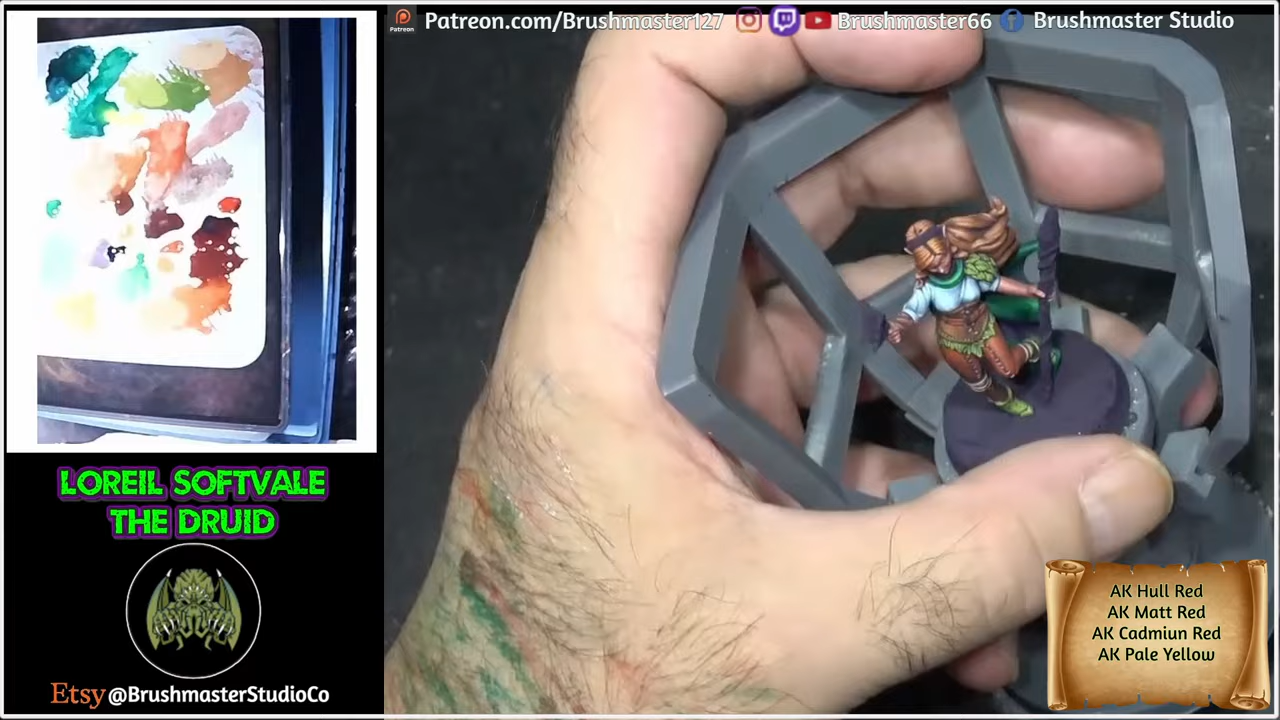 Patreon
Patreon.com/Brushmaster127 Brushmaster66 Brushmaster Studio
LOREIL SOFTVALE
THE DRUID
Etsy @BrushmasterStudioCo
AK Hull Red
AK Matt Red
AK Cadmiun Red
AK Pale Yellow